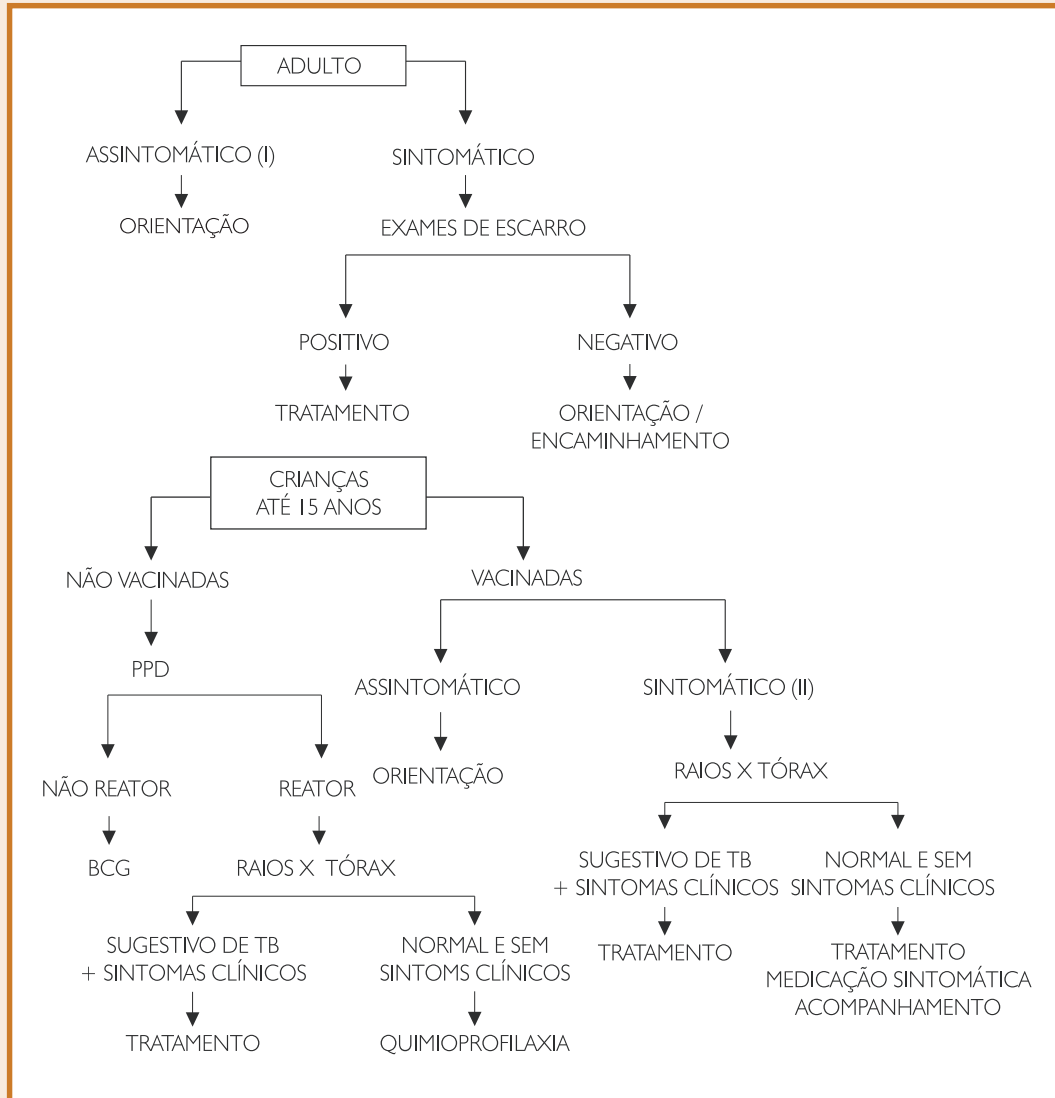 ADULTO
ASSINTOMÁTICO (I)
SINTOMÁTICO
ORIENTAÇÃO
EXAMES DE ESCARRO
POSITIVO
NEGATIVO
TRATAMENTO
ORIENTAÇÃO /
ENCAMINHAMENTO
CRIANÇAS
ATÉ 15 ANOS
NÃO VACINADAS
VACINADAS
PPD
ASSINTOMÁTICO
SINTOMÁTICO (II)
NÃO REATOR
REATOR
ORIENTAÇÃO
RAIOS X TÓRAX
BCG
RAIOS X TÓRAX
SUGESTIVO DE TB
+ SINTOMAS CLÍNICOS
NORMAL E SEM
SINTOMAS CLÍNICOS
SUGESTIVO DE TB
+ SINTOMAS CLÍNICOS
NORMAL E SEM
SINTOMS CLÍNICOS
TRATAMENTO
TRATAMENTO
MEDICAÇÃO SINTOMÁTICA
ACOMPANHAMENTO
TRATAMENTO
QUIMIOPROFILAXIA